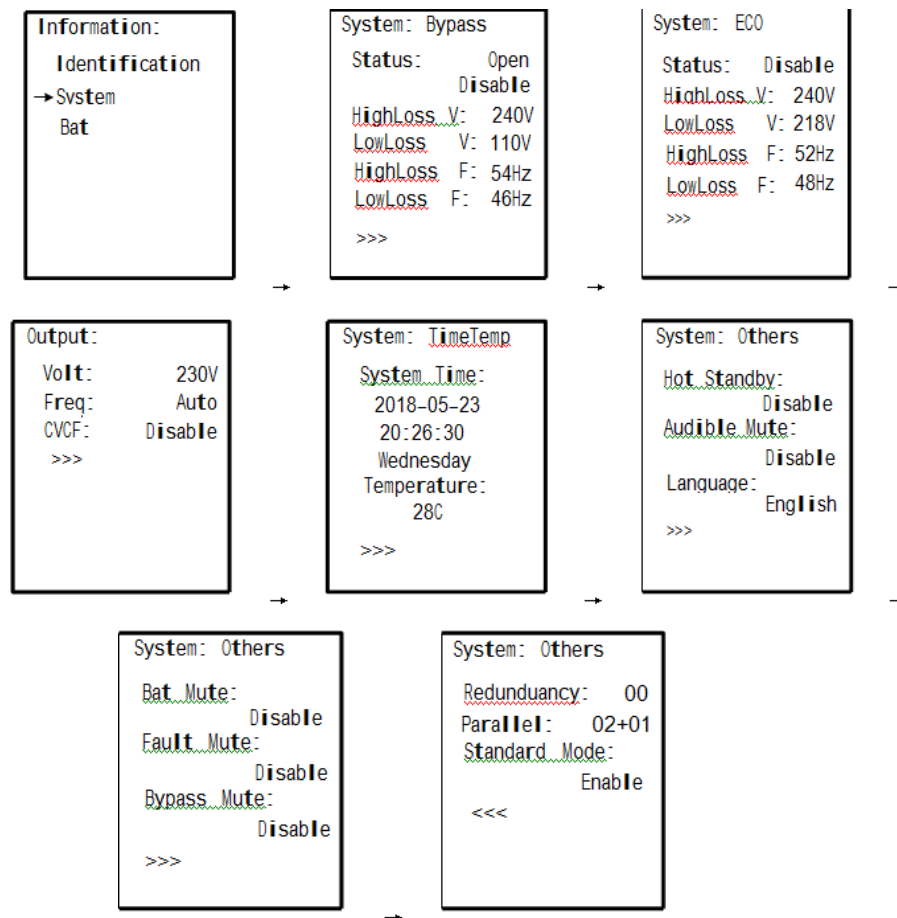 Information:
Identification
→Svstem
Bat
System: Bypass
Status: Open
Disable
HighLoss V: 240V
LowLoss V: 110V
HighLoss F: 54Hz
LowLoss F: 46Hz
>>>
System: ECO
Status: Disable
HighLoss V: 240V
LowLoss V: 218V
HighLoss F: 52Hz
LowLoss F: 48Hz
>>>
Output:
Volt: 230V
Freq: Auto
CVCF: Disable
>>>
System: TimeTemp
System Time:
2018-05-23
20:26:30
Wednesday
Temperature:
28C
>>>
System: Others
Hot Standby:
Disable
Audible Mute:
Disable
Language:
English
>>>
System: Others
Bat Mute:
Disable
Fault Mute:
Disable
Bypass Mute:
Disable
>>>
System: Others
Redunduancy: 00
Parallel: 02+01
Standard Mode:
Enable
<<<